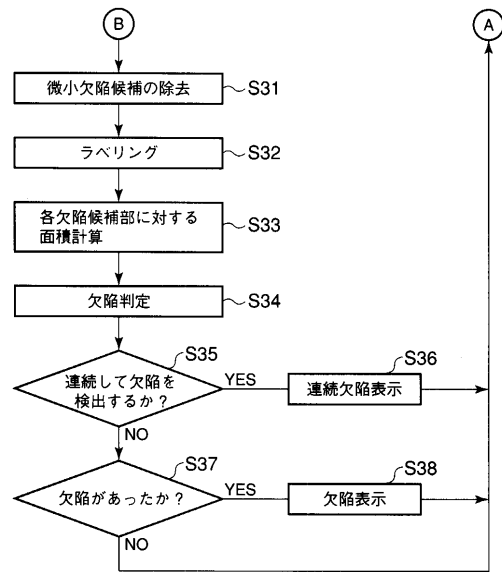 B
A
微小欠陥候補の除去
S31
ラベリング
S32
各欠陥候補部に対する
面積計算
S33
欠陥判定
S34
S35
連続して欠陥を
検出するか？
YES
S36
連続欠陥表示
NO
S37
欠陥があったか？
YES
S38
欠陥表示
NO